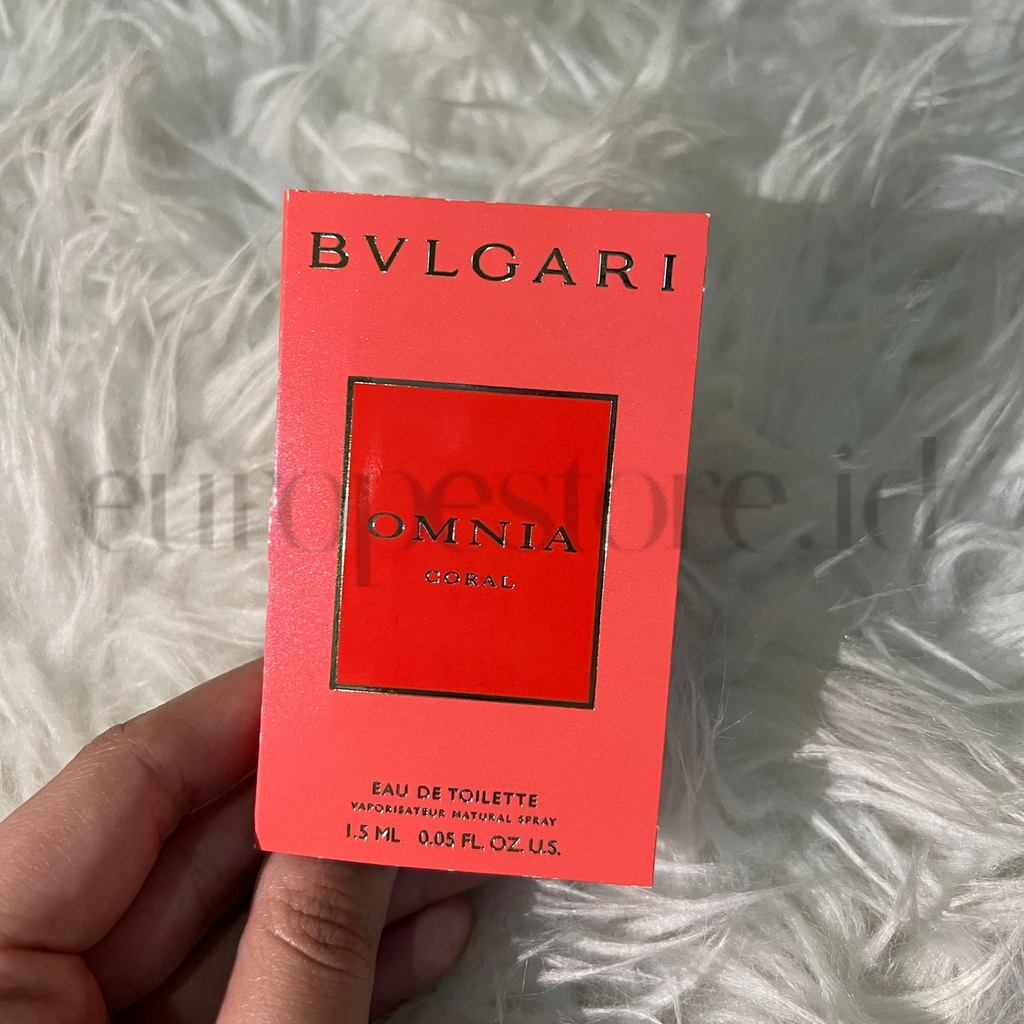 BVLGARI
europestore.id
OMNIA
CORAL
EAU DE TOILETTE
VAPORISATEUR NATURAL SPRAY
1.5 ML 0.05 FL. OZ. U.S.